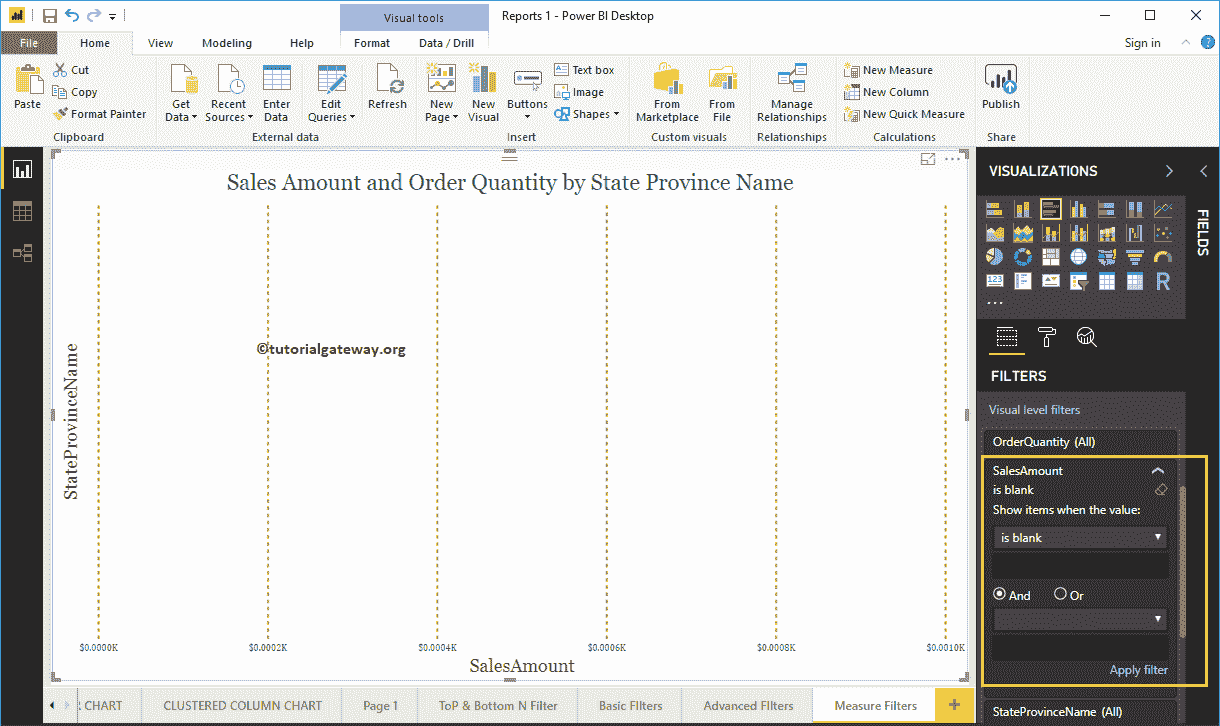 Visual tools
Reports 1 - Power BI Desktop
File Home View Modeling Help Format Data / Drill Sign in
Paste
Cut
Copy
Format Painter
Get Data
Recent Sources
Enter Data
Edit Queries
Refresh
New Page
New Visual
Buttons
Text box
Image
Shapes
From Marketplace
From File
Manage Relationships
New Measure
New Column
New Quick Measure
Publish
Clipboard External data Insert Custom visuals Relationships Calculations Share
Sales Amount and Order Quantity by State Province Name
©tutorialgateway.org
StateProvinceName
$0.0000K $0.0002K $0.0004K $0.0006K $0.0008K $0.0010K
SalesAmount
VISUALIZATIONS
FIELDS
123
R
FILTERS
Visual level filters
OrderQuantity (All)
SalesAmount
is blank
Show items when the value:
is blank
And Or
Apply filter
StateProvinceName (All)
CHART CLUSTERED COLUMN CHART Page 1 ToP & Bottom N Filter Basic FIlters Advanced FIlters Measure Filters +